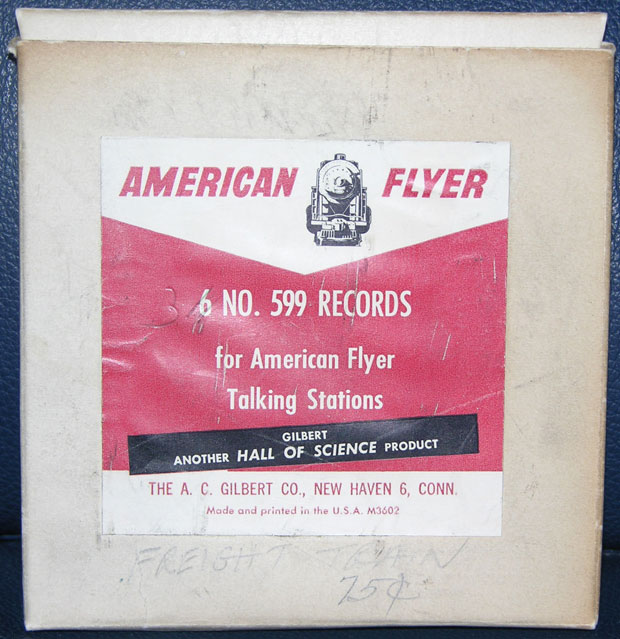 AMERICAN FLYER
6 NO. 599 RECORDS
for American Flyer
Talking Stations
GILBERT
ANOTHER HALL OF SCIENCE PRODUCT
THE A. C. GILBERT CO., NEW HAVEN 6, CONN.
Made and printed in the U.S.A. M3602
FREIGHT TRAIN
75¢